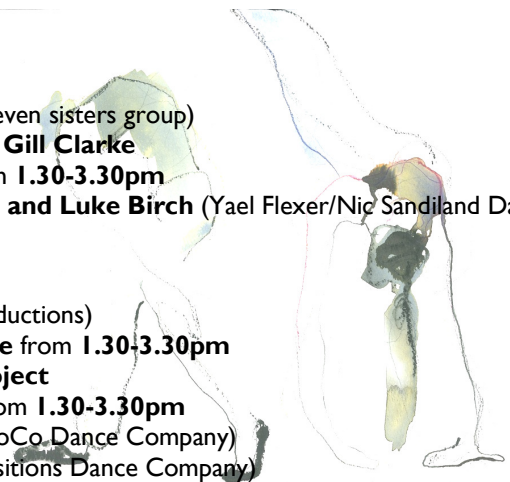 even sisters group)
Gill Clarke
1.30-3.30pm
and Luke Birch (Yael Flexer/Nic Sandiland Da
ductions)
e from 1.30-3.30pm
ject
om 1.30-3.30pm
oCo Dance Company)
sitions Dance Company)